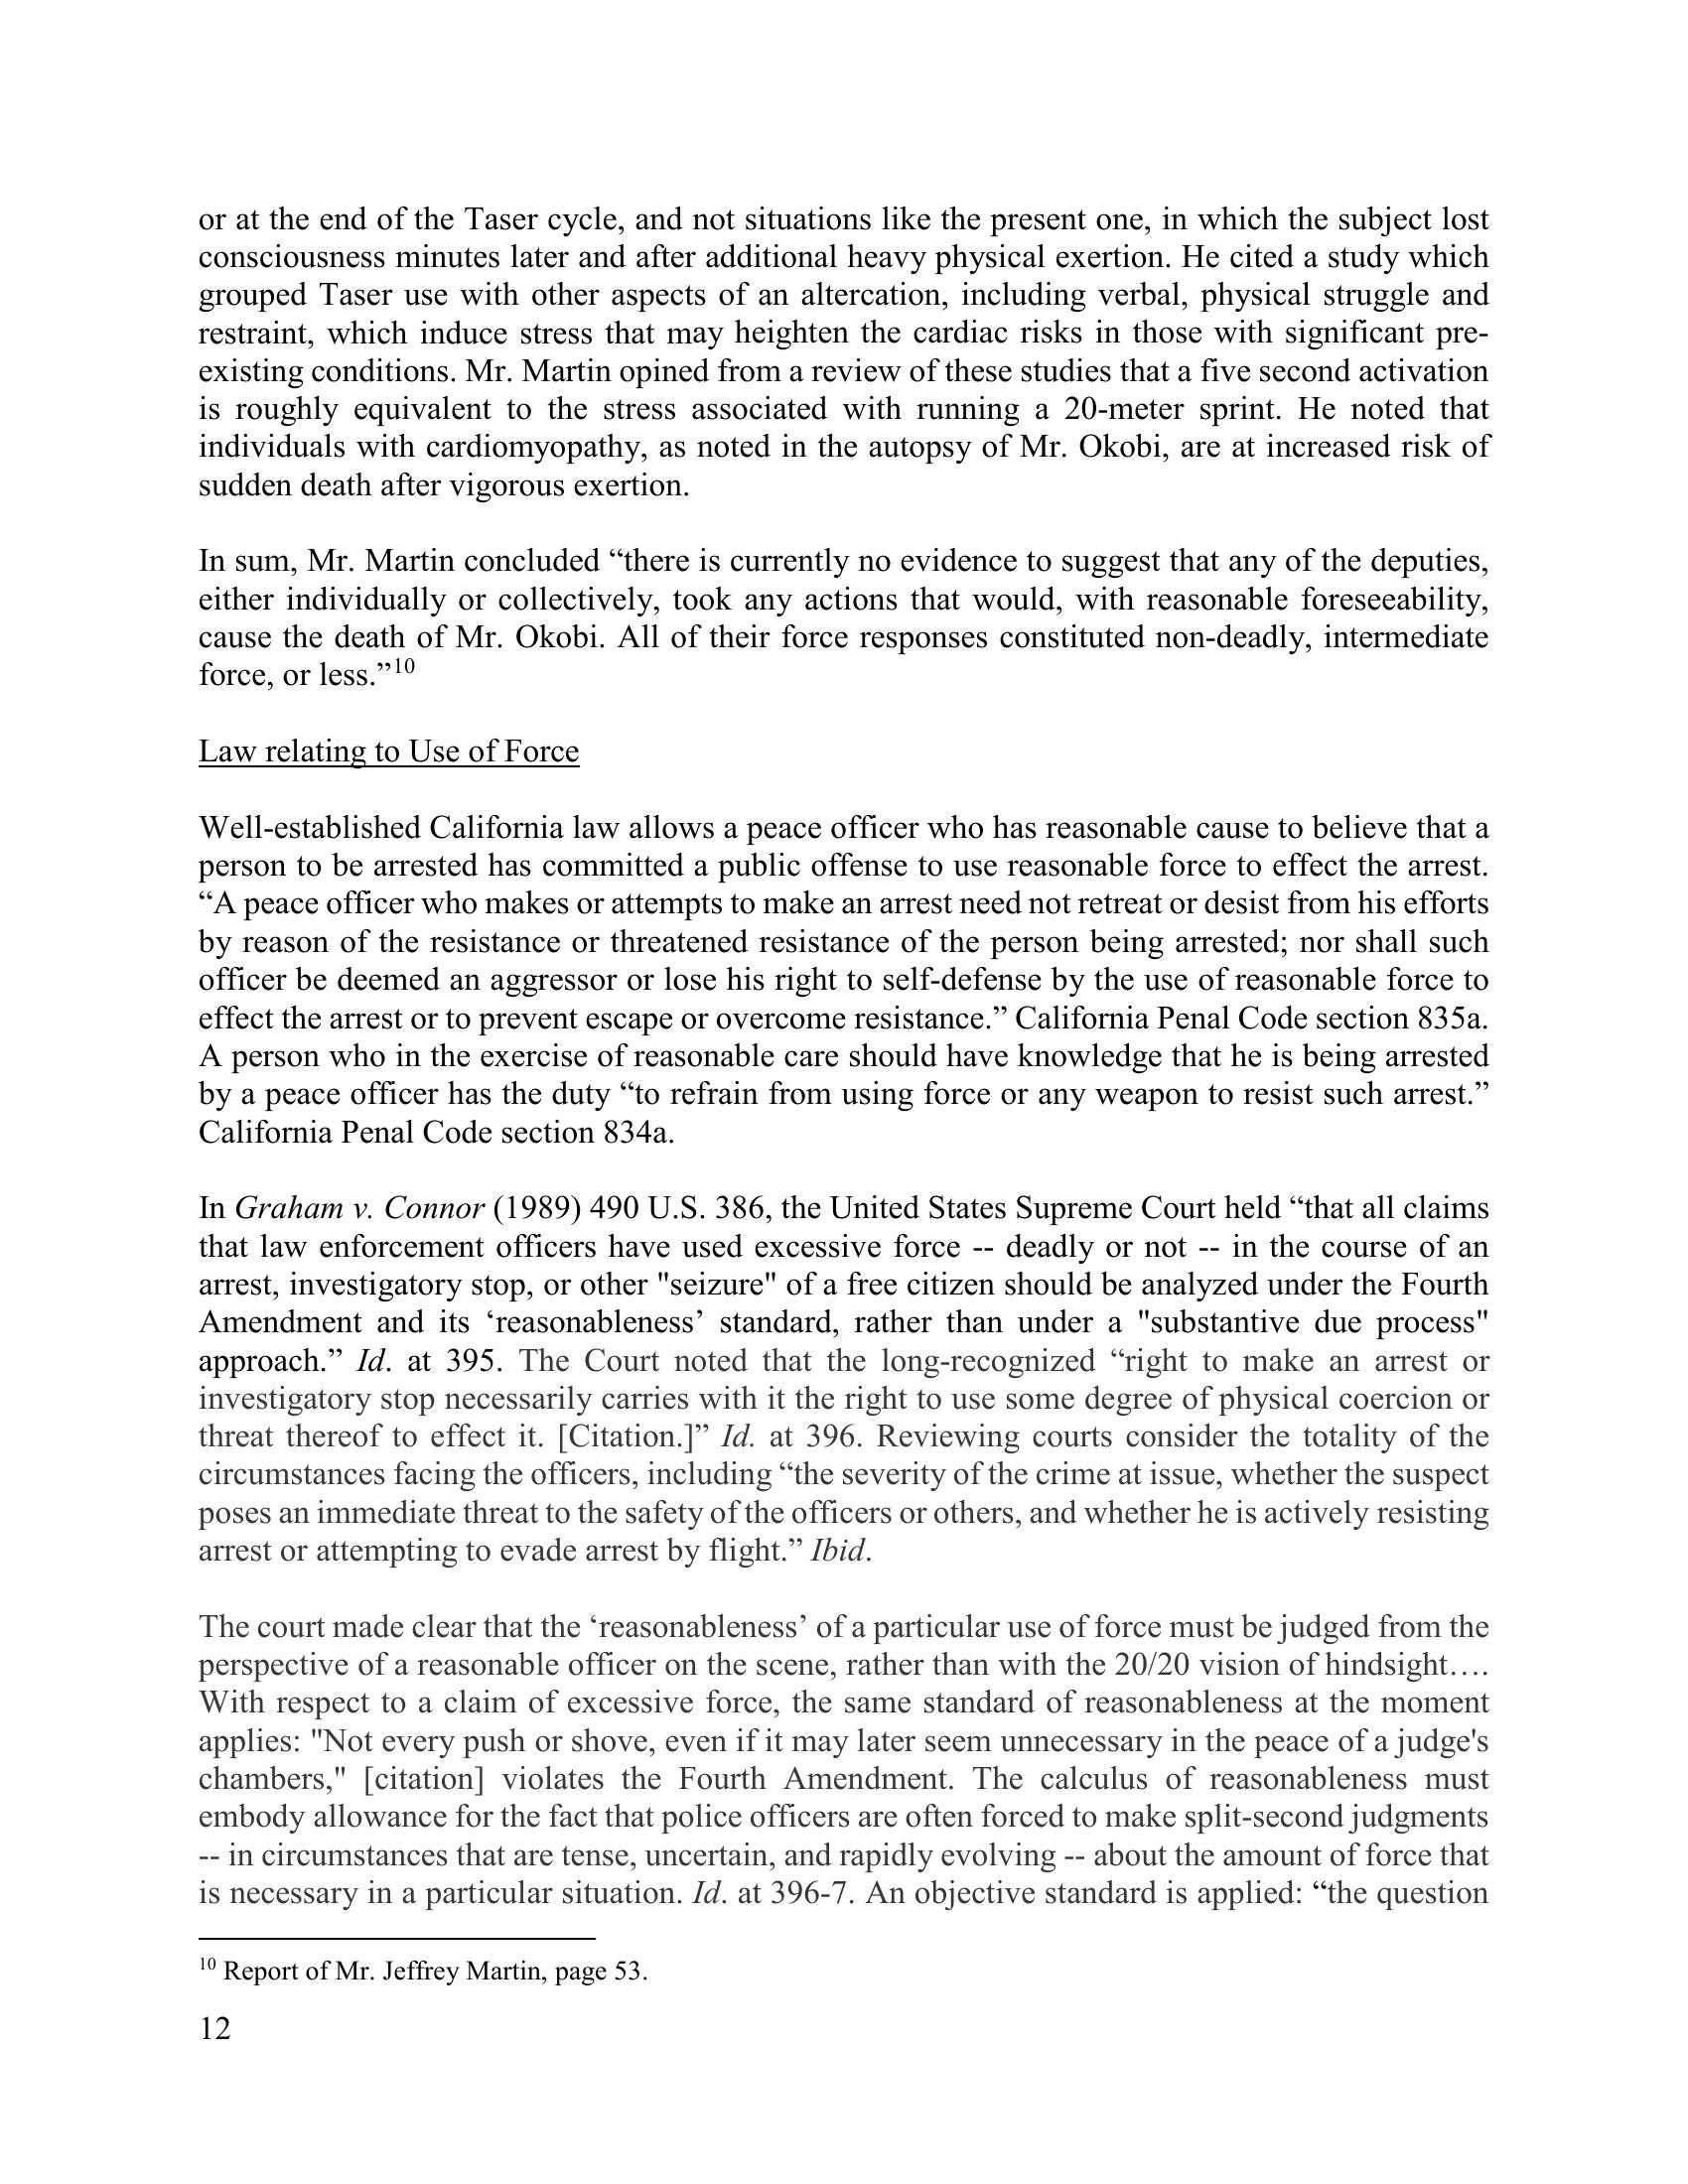 or at the end of the Taser cycle, and not situations like the present one, in which the subject lost
consciousness minutes later and after additional heavy physical exertion. He cited a study which
grouped Taser use with other aspects of an altercation, including verbal, physical struggle and
restraint, which induce stress that may heighten the cardiac risks in those with significant pre-
existing conditions. Mr. Martin opined from a review of these studies that a five second activation
is roughly equivalent to the stress associated with running a 20-meter sprint. He noted that
individuals with cardiomyopathy, as noted in the autopsy of Mr. Okobi, are at increased risk of
sudden death after vigorous exertion.
In sum, Mr. Martin concluded “there is currently no evidence to suggest that any of the deputies,
either individually or collectively, took any actions that would, with reasonable foreseeability,
cause the death of Mr. Okobi. All of their force responses constituted non-deadly, intermediate
force, or less.”10
Law relating to Use of Force
Well-established California law allows a peace officer who has reasonable cause to believe that a
person to be arrested has committed a public offense to use reasonable force to effect the arrest.
“A peace officer who makes or attempts to make an arrest need not retreat or desist from his efforts
by reason of the resistance or threatened resistance of the person being arrested; nor shall such
officer be deemed an aggressor or lose his right to self-defense by the use of reasonable force to
effect the arrest or to prevent escape or overcome resistance.” California Penal Code section 835a.
A person who in the exercise of reasonable care should have knowledge that he is being arrested
by a peace officer has the duty “to refrain from using force or any weapon to resist such arrest.”
California Penal Code section 834a.
In Graham v. Connor (1989) 490 U.S. 386, the United States Supreme Court held “that all claims
that law enforcement officers have used excessive force -- deadly or not -- in the course of an
arrest, investigatory stop, or other "seizure" of a free citizen should be analyzed under the Fourth
Amendment and its ‘reasonableness’ standard, rather than under a "substantive due process"
approach.” Id. at 395. The Court noted that the long-recognized “right to make an arrest or
investigatory stop necessarily carries with it the right to use some degree of physical coercion or
threat thereof to effect it. [Citation.]” Id. at 396. Reviewing courts consider the totality of the
circumstances facing the officers, including “the severity of the crime at issue, whether the suspect
poses an immediate threat to the safety of the officers or others, and whether he is actively resisting
arrest or attempting to evade arrest by flight.” Ibid.
The court made clear that the ‘reasonableness’ of a particular use of force must be judged from the
perspective of a reasonable officer on the scene, rather than with the 20/20 vision of hindsight….
With respect to a claim of excessive force, the same standard of reasonableness at the moment
applies: "Not every push or shove, even if it may later seem unnecessary in the peace of a judge's
chambers," [citation] violates the Fourth Amendment. The calculus of reasonableness must
embody allowance for the fact that police officers are often forced to make split-second judgments
-- in circumstances that are tense, uncertain, and rapidly evolving -- about the amount of force that
is necessary in a particular situation. Id. at 396-7. An objective standard is applied: “the question
10 Report of Mr. Jeffrey Martin, page 53.
12